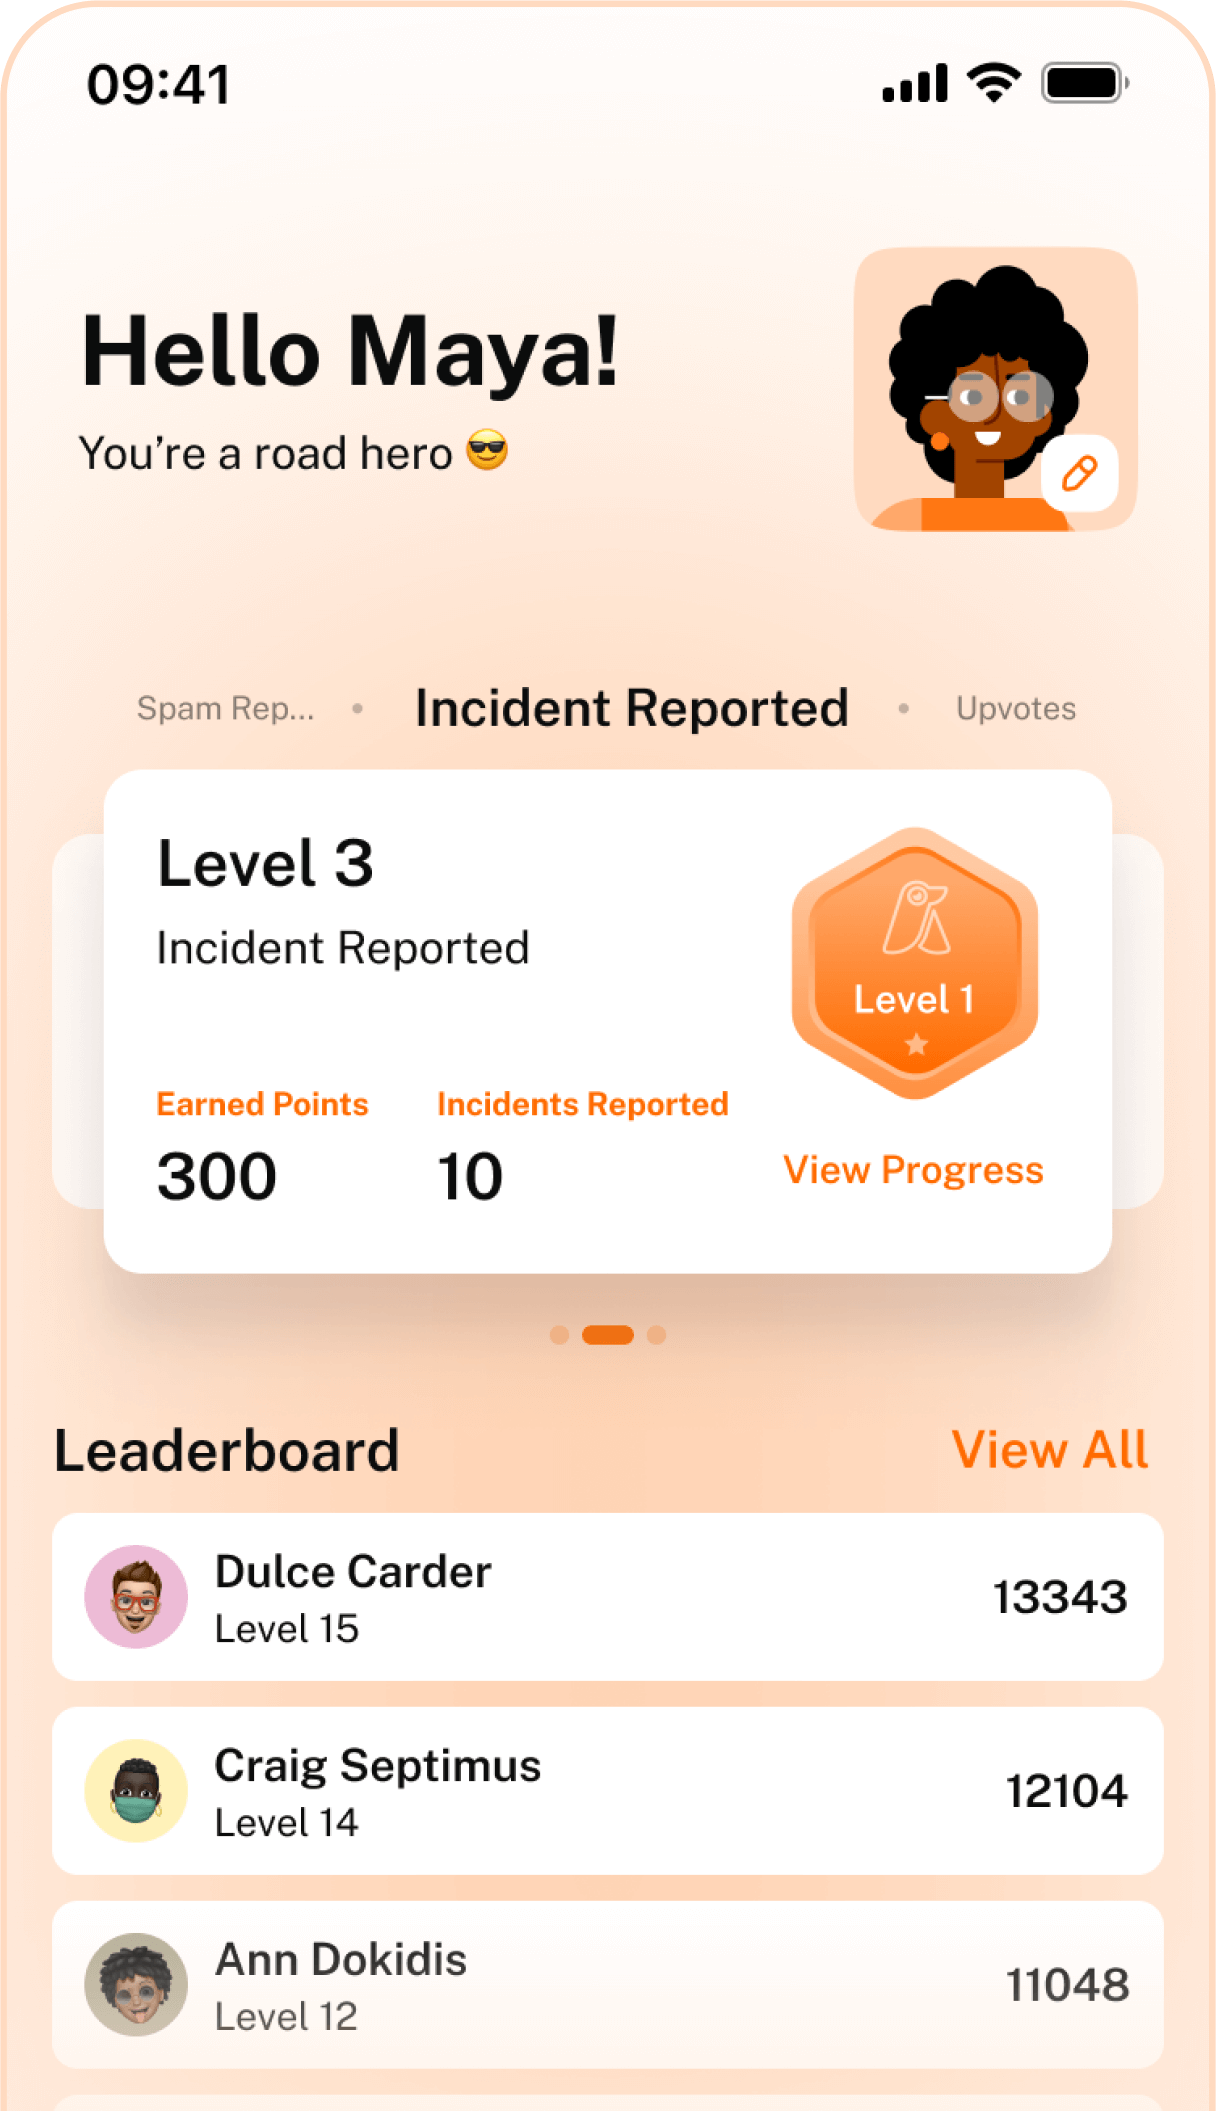 09:41
Hello Maya!
You’re a road hero 😎
Spam Rep... • Incident Reported • Upvotes
Level 3
Incident Reported
Level 1
Earned Points Incidents Reported
300 10 View Progress
Leaderboard View All
Dulce Carder
Level 15
13343
Craig Septimus
Level 14
12104
Ann Dokidis
Level 12
11048